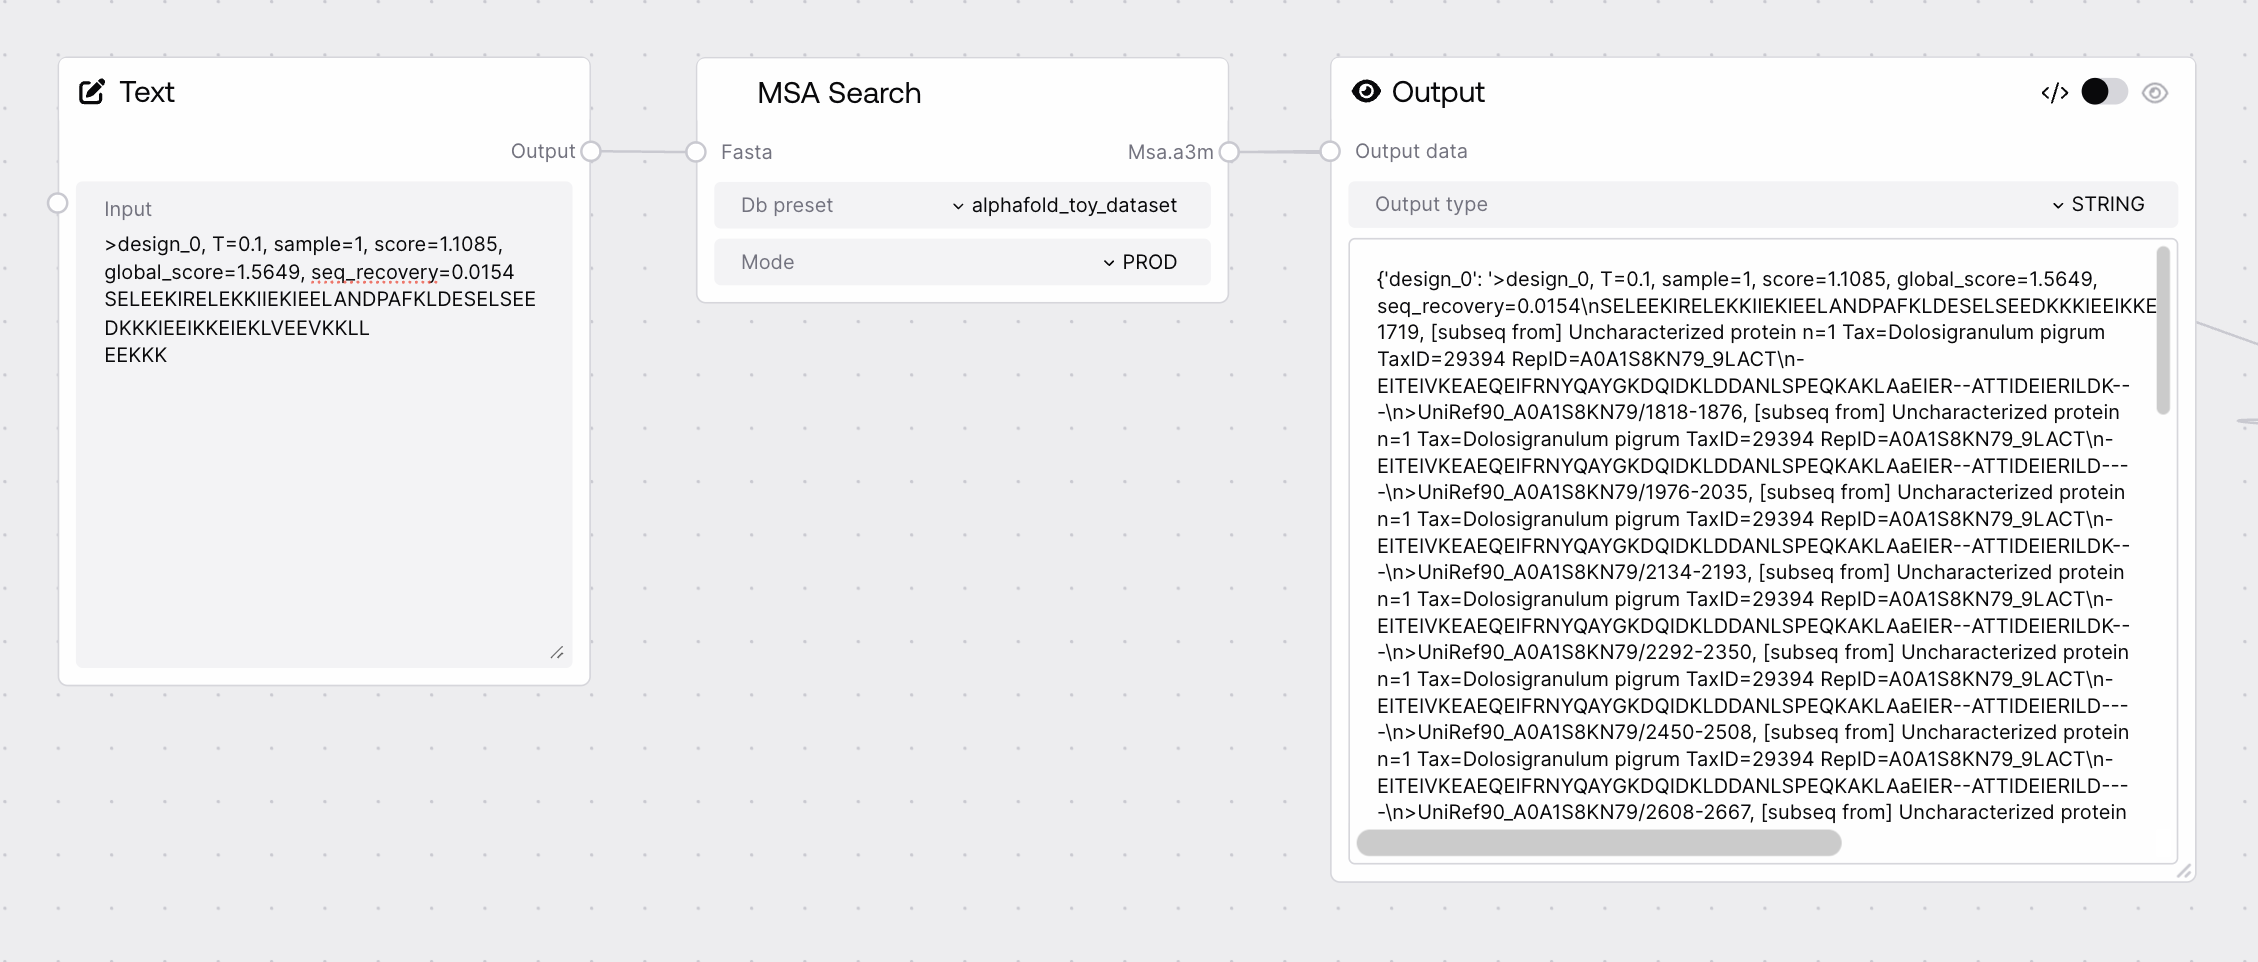 Text
Output
Input
>design_0, T=0.1, sample=1, score=1.1085,
global_score=1.5649, seq_recovery=0.0154
SELEEKIRELEKKIIEKIEELANDPAFKLDESELSEE
DKKKIEEIKKEIEKLVEEVKKLL
EEKKK
MSA Search
Fasta
Msa.a3m
Db preset
alphafold_toy_dataset
Mode
PROD
Output
</>
Output data
Output type
STRING
{'design_0': '>design_0, T=0.1, sample=1, score=1.1085, global_score=1.5649,
seq_recovery=0.0154\nSELEEKIRELEKKIIEKIEELANDPAFKLDESELSEEDKKKIEEIKKE
1719, [subseq from] Uncharacterized protein n=1 Tax=Dolosigranulum pigrum
TaxID=29394 RepID=A0A1S8KN79_9LACT\n-
EITEIVKEAEQEIFRNYQAYGKDQIDKLDDANLSPEQKAKLAaEIER--ATTIDEIERILDK--
-\n>UniRef90_A0A1S8KN79/1818-1876, [subseq from] Uncharacterized protein
n=1 Tax=Dolosigranulum pigrum TaxID=29394 RepID=A0A1S8KN79_9LACT\n-
EITEIVKEAEQEIFRNYQAYGKDQIDKLDDANLSPEQKAKLAaEIER--ATTIDEIERILD---
-\n>UniRef90_A0A1S8KN79/1976-2035, [subseq from] Uncharacterized protein
n=1 Tax=Dolosigranulum pigrum TaxID=29394 RepID=A0A1S8KN79_9LACT\n-
EITEIVKEAEQEIFRNYQAYGKDQIDKLDDANLSPEQKAKLAaEIER--ATTIDEIERILDK--
-\n>UniRef90_A0A1S8KN79/2134-2193, [subseq from] Uncharacterized protein
n=1 Tax=Dolosigranulum pigrum TaxID=29394 RepID=A0A1S8KN79_9LACT\n-
EITEIVKEAEQEIFRNYQAYGKDQIDKLDDANLSPEQKAKLAaEIER--ATTIDEIERILDK--
-\n>UniRef90_A0A1S8KN79/2292-2350, [subseq from] Uncharacterized protein
n=1 Tax=Dolosigranulum pigrum TaxID=29394 RepID=A0A1S8KN79_9LACT\n-
EITEIVKEAEQEIFRNYQAYGKDQIDKLDDANLSPEQKAKLAaEIER--ATTIDEIERILD---
-\n>UniRef90_A0A1S8KN79/2450-2508, [subseq from] Uncharacterized protein
n=1 Tax=Dolosigranulum pigrum TaxID=29394 RepID=A0A1S8KN79_9LACT\n-
EITEIVKEAEQEIFRNYQAYGKDQIDKLDDANLSPEQKAKLAaEIER--ATTIDEIERILD---
-\n>UniRef90_A0A1S8KN79/2608-2667, [subseq from] Uncharacterized protein